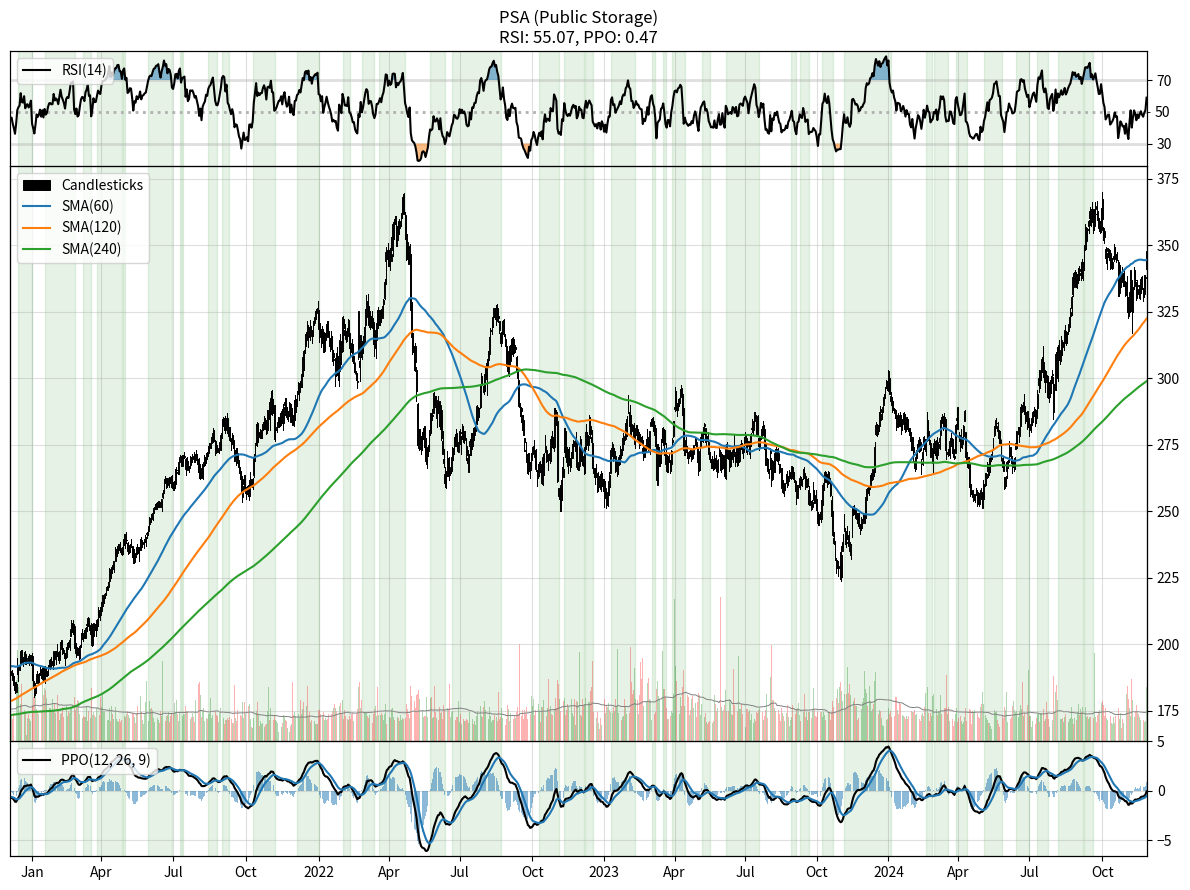 PSA (Public Storage)
RSI: 55.07, PPO: 0.47
RSI(14)
70
50
30
Candlesticks
SMA(60)
SMA(120)
SMA(240)
375
350
325
300
275
250
225
200
175
PPO(12, 26, 9)
5
0
−5
Jan Apr Jul Oct 2022 Apr Jul Oct 2023 Apr Jul Oct 2024 Apr Jul Oct